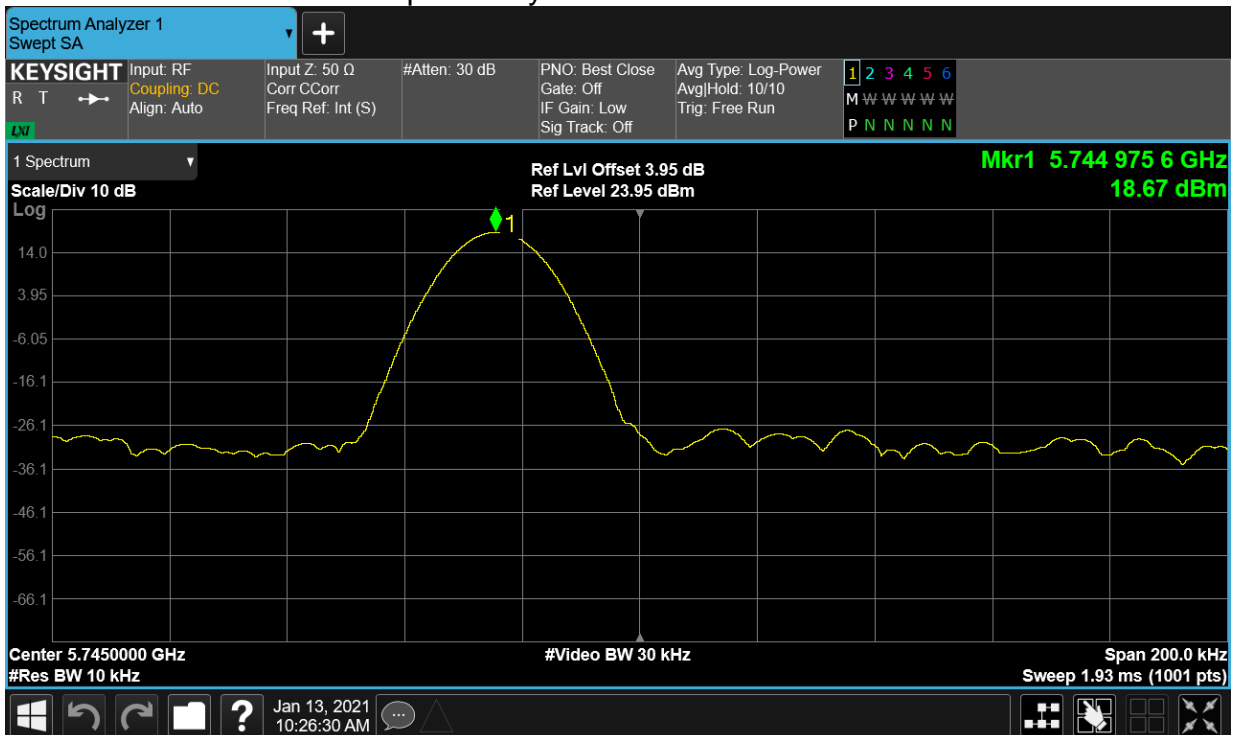 Spectrum Analyzer 1
Swept SA
+
KEYSIGHT
R T
LXI
Input: RF
Coupling: DC
Align: Auto
Input Z: 50 Ω
Corr CCorr
Freq Ref: Int (S)
#Atten: 30 dB
PNO: Best Close
Gate: Off
IF Gain: Low
Sig Track: Off
Avg Type: Log-Power
Avg|Hold: 10/10
Trig: Free Run
1 2 3 4 5 6
M W W W W W
P N N N N N
1 Spectrum
Scale/Div 10 dB
Log
Ref Lvl Offset 3.95 dB
Ref Level 23.95 dBm
Mkr1 5.744 975 6 GHz
18.67 dBm
1
14.0
3.95
-6.05
-16.1
-26.1
-36.1
-46.1
-56.1
-66.1
Center 5.7450000 GHz
#Res BW 10 kHz
#Video BW 30 kHz
Span 200.0 kHz
Sweep 1.93 ms (1001 pts)
?
Jan 13, 2021
10:26:30 AM